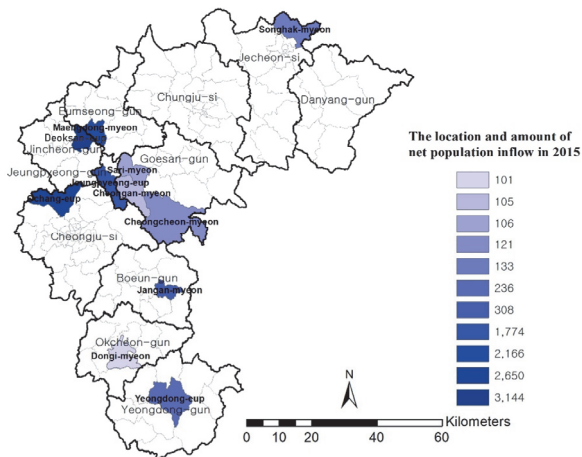 Songhak-myeon
Jecheon-si
Danyang-gun
Chungju-si
Eumseong-gun
Maengdong-myeon
Deoksan-eup
Jincheon-gun
Goesan-gun
Sari-myeon
Jeungpyeong-gun
Jeungpyeong-eup
Cheongan-myeon
Ochang-eup
Cheongcheon-myeon
Cheongju-si
Boeun-gun
Jangan-myeon
Okcheon-gun
Dongi-myeon
Yeongdong-eup
Yeongdong-gun
The location and amount of
net population inflow in 2015
101
105
106
121
133
236
308
1,774
2,166
2,650
3,144
N
Kilometers
0 5 10 20 30 40 60